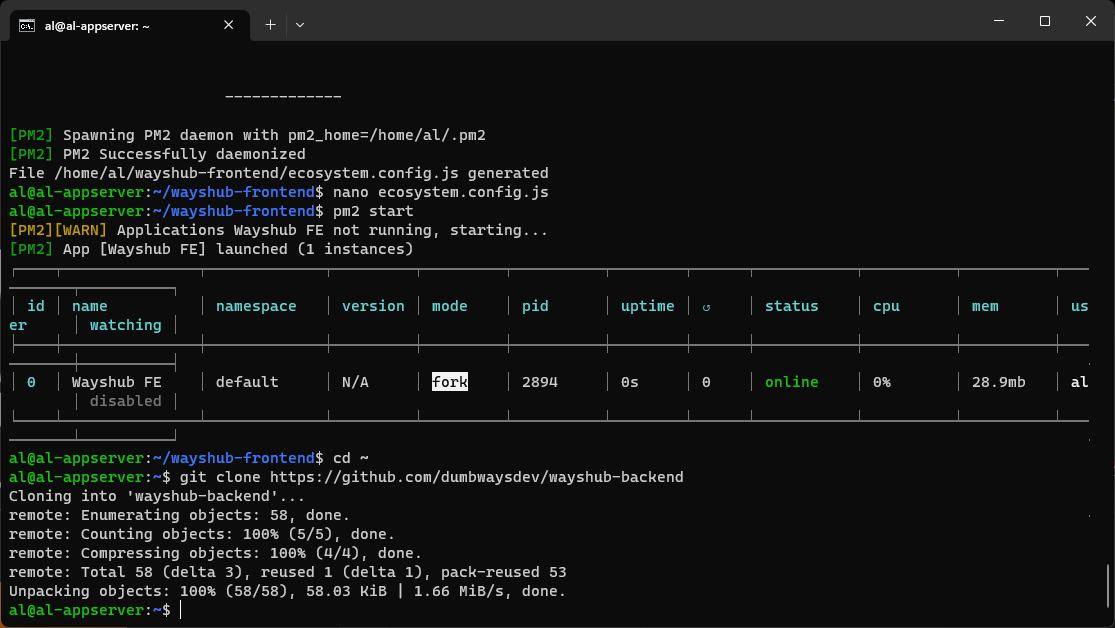 al@al-appserver: ~
-------------
[PM2] Spawning PM2 daemon with pm2_home=/home/al/.pm2
[PM2] PM2 Successfully daemonized
File /home/al/wayshub-frontend/ecosystem.config.js generated
al@al-appserver:~/wayshub-frontend$ nano ecosystem.config.js
al@al-appserver:~/wayshub-frontend$ pm2 start
[PM2][WARN] Applications Wayshub FE not running, starting...
[PM2] App [Wayshub FE] launched (1 instances)
│ id │ name │ namespace │ version │ mode │ pid │ uptime │ ↺ │ status │ cpu │ mem │ us
er │ watching │
│ 0 │ Wayshub FE │ default │ N/A │ fork │ 2894 │ 0s │ 0 │ online │ 0% │ 28.9mb │ al
│ disabled │
al@al-appserver:~/wayshub-frontend$ cd ~
al@al-appserver:~$ git clone https://github.com/dumbwaysdev/wayshub-backend
Cloning into 'wayshub-backend'...
remote: Enumerating objects: 58, done.
remote: Counting objects: 100% (5/5), done.
remote: Compressing objects: 100% (4/4), done.
remote: Total 58 (delta 3), reused 1 (delta 1), pack-reused 53
Unpacking objects: 100% (58/58), 58.03 KiB | 1.66 MiB/s, done.
al@al-appserver:~$